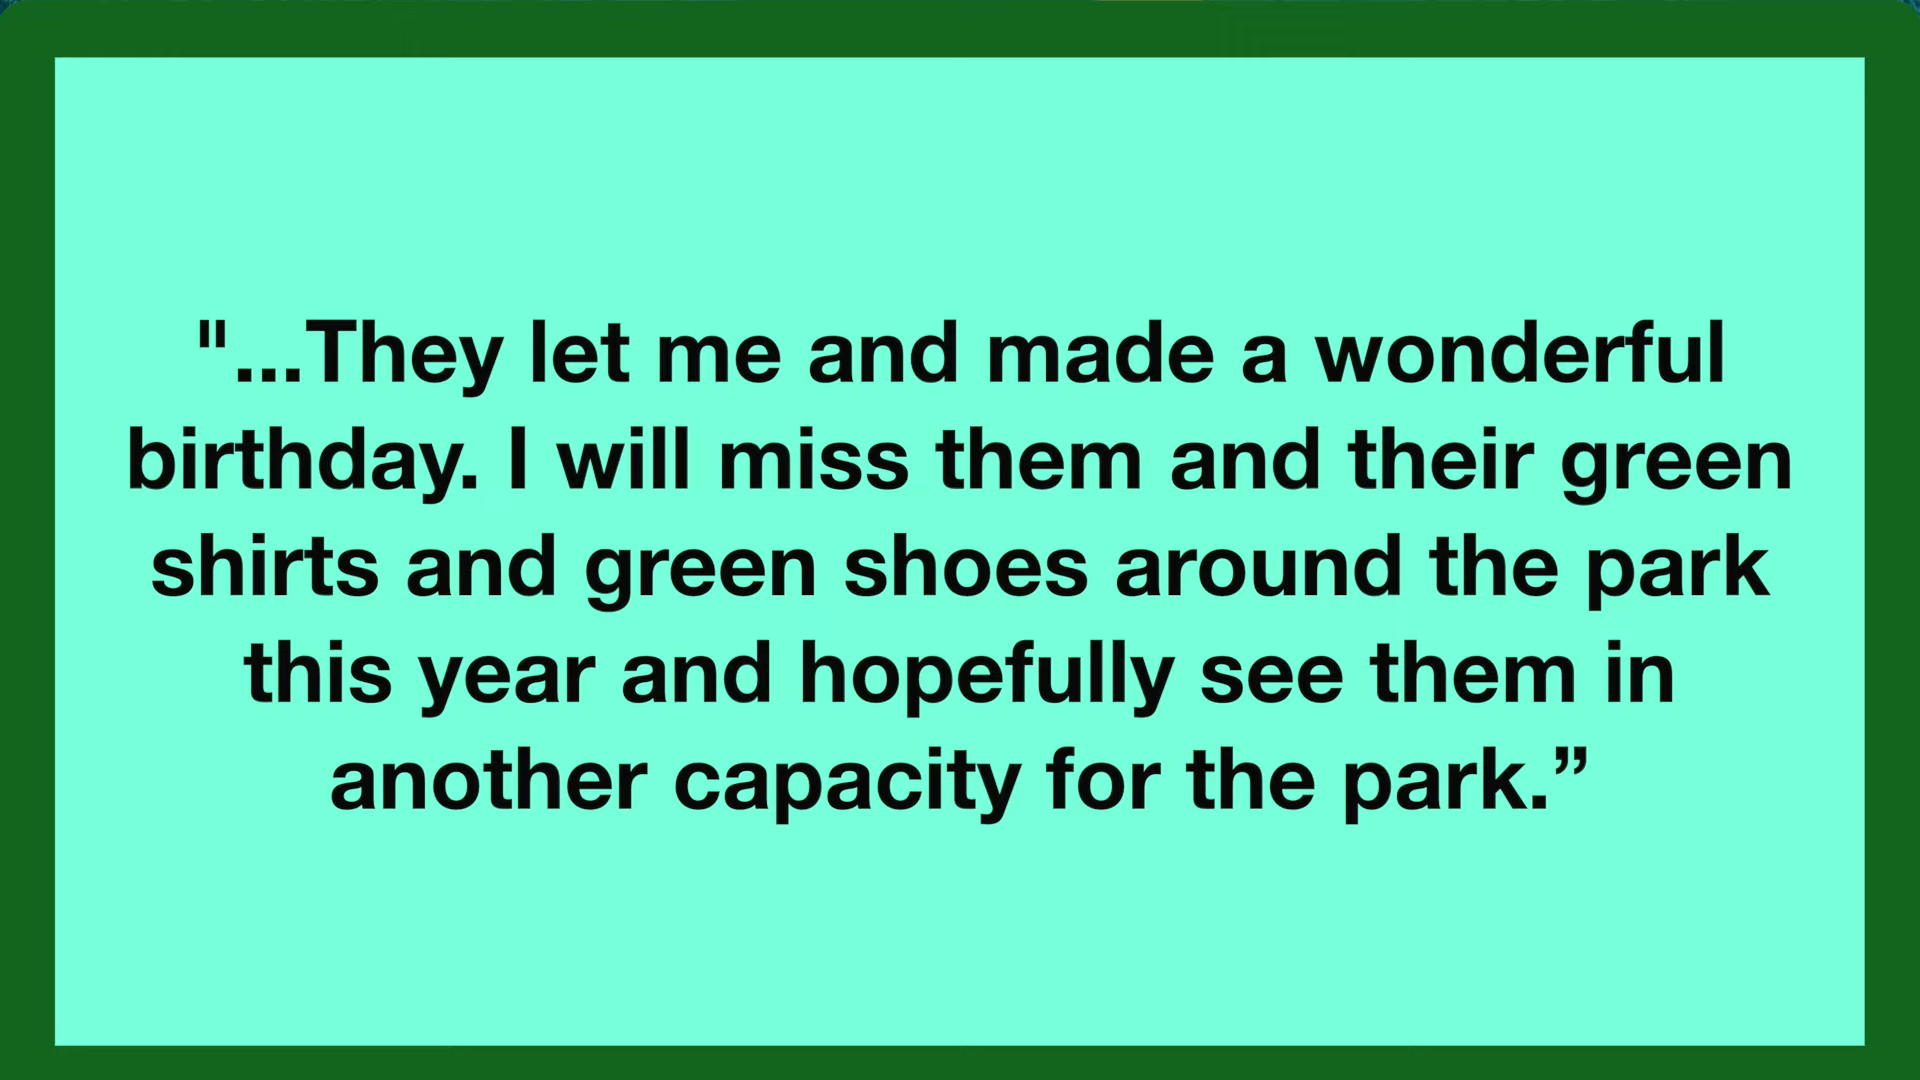 "...They let me and made a wonderful
birthday. I will miss them and their green
shirts and green shoes around the park
this year and hopefully see them in
another capacity for the park.”